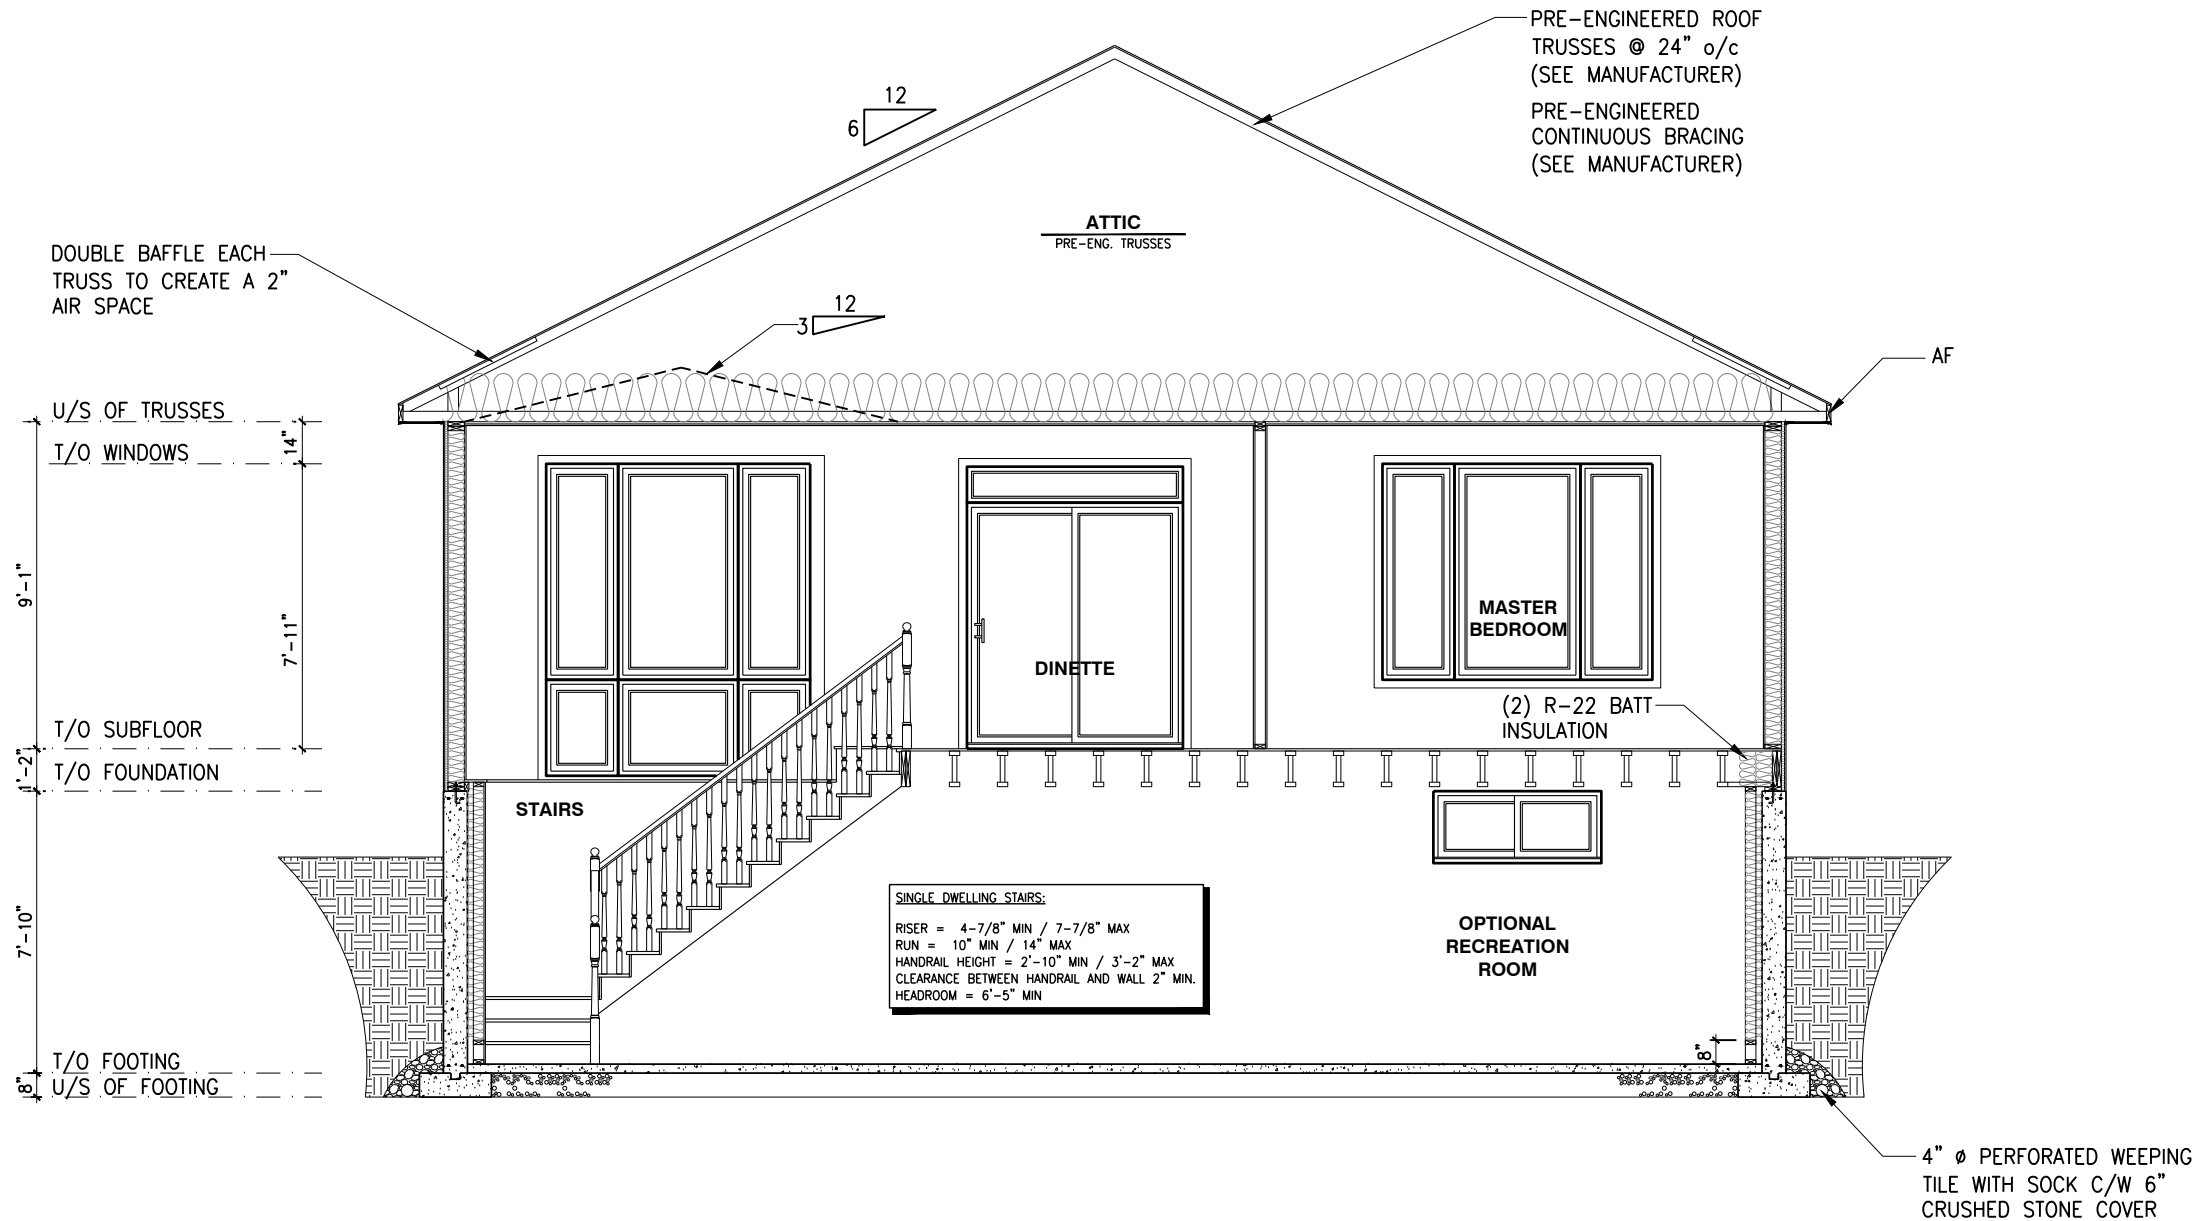 PRE-ENGINEERED ROOF
TRUSSES @ 24" o/c
(SEE MANUFACTURER)
PRE-ENGINEERED
CONTINUOUS BRACING
(SEE MANUFACTURER)
12
6
ATTIC
PRE-ENG. TRUSSES
DOUBLE BAFFLE EACH
TRUSS TO CREATE A 2"
AIR SPACE
12
3
AF
U/S OF TRUSSES
14"
T/O WINDOWS
9'-1"
7'-11"
MASTER
BEDROOM
DINETTE
(2) R-22 BATT
INSULATION
T/O SUBFLOOR
1'-2"
T/O FOUNDATION
STAIRS
7'-10"
SINGLE DWELLING STAIRS:
RISER = 4-7/8" MIN / 7-7/8" MAX
RUN = 10" MIN / 14" MAX
HANDRAIL HEIGHT = 2'-10" MIN / 3'-2" MAX
CLEARANCE BETWEEN HANDRAIL AND WALL 2" MIN.
HEADROOM = 6'-5" MIN
OPTIONAL
RECREATION
ROOM
8"
T/O FOOTING
8"
U/S OF FOOTING
4" ø PERFORATED WEEPING
TILE WITH SOCK C/W 6"
CRUSHED STONE COVER